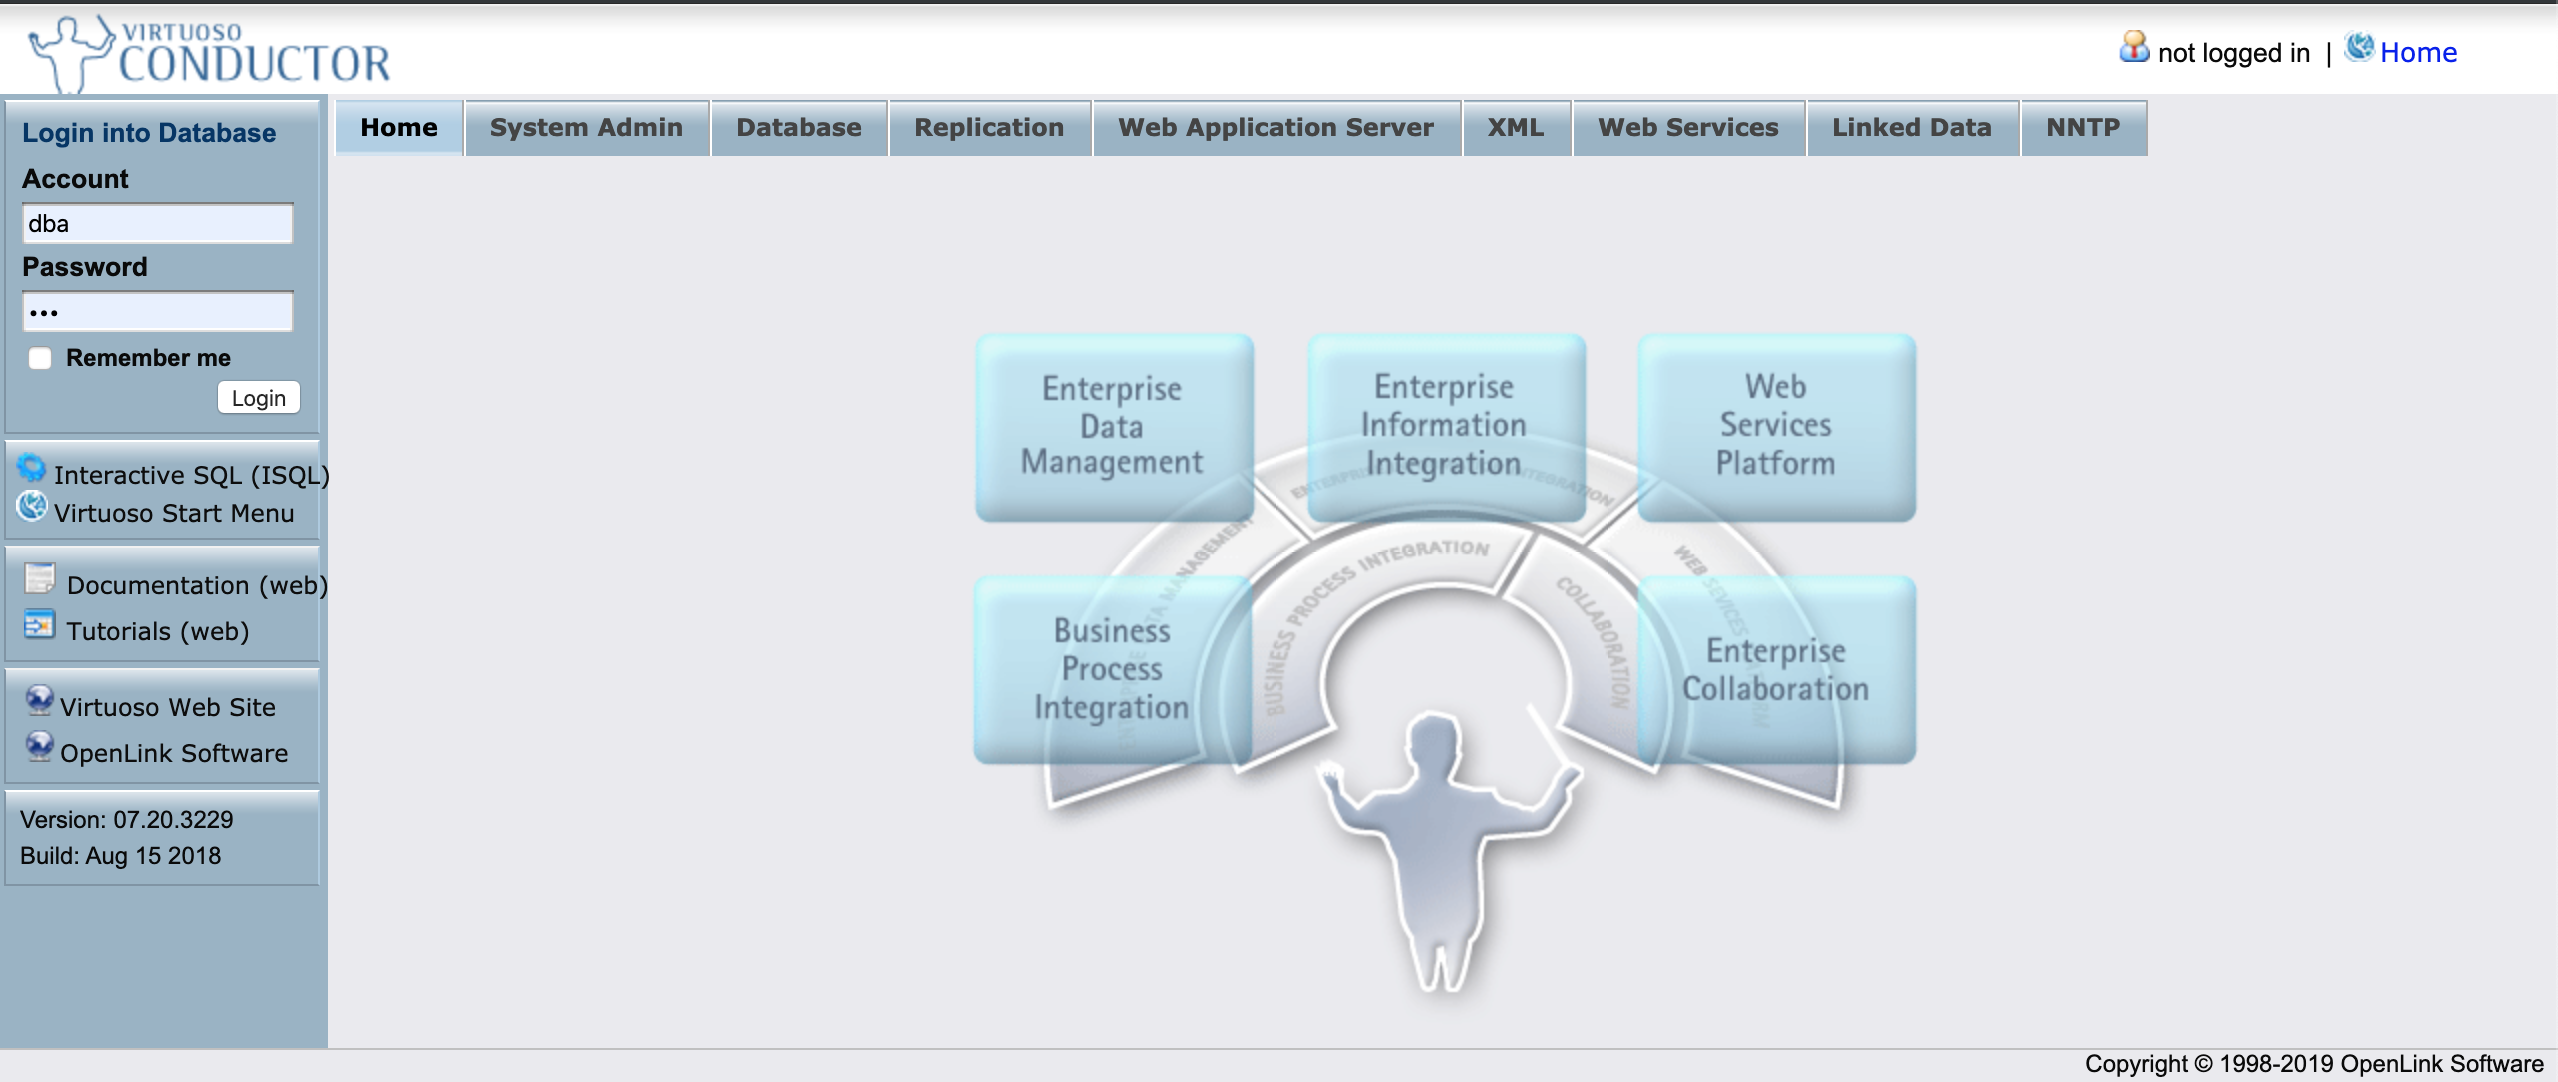 VIRTUOSO
CONDUCTOR
not logged in | Home
Login into Database
Account
dba
Password
•••
Remember me
Login
Interactive SQL (ISQL)
Virtuoso Start Menu
Documentation (web)
Tutorials (web)
Virtuoso Web Site
OpenLink Software
Version: 07.20.3229
Build: Aug 15 2018
Home System Admin Database Replication Web Application Server XML Web Services Linked Data NNTP
Enterprise
Data
Management
Enterprise
Information
Integration
Web
Services
Platform
Business
Process
Integration
Enterprise
Collaboration
MANAGEMENT
BUSINESS PROCESS INTEGRATION
COLLABORATION
WEB SEVICES
Copyright © 1998-2019 OpenLink Software